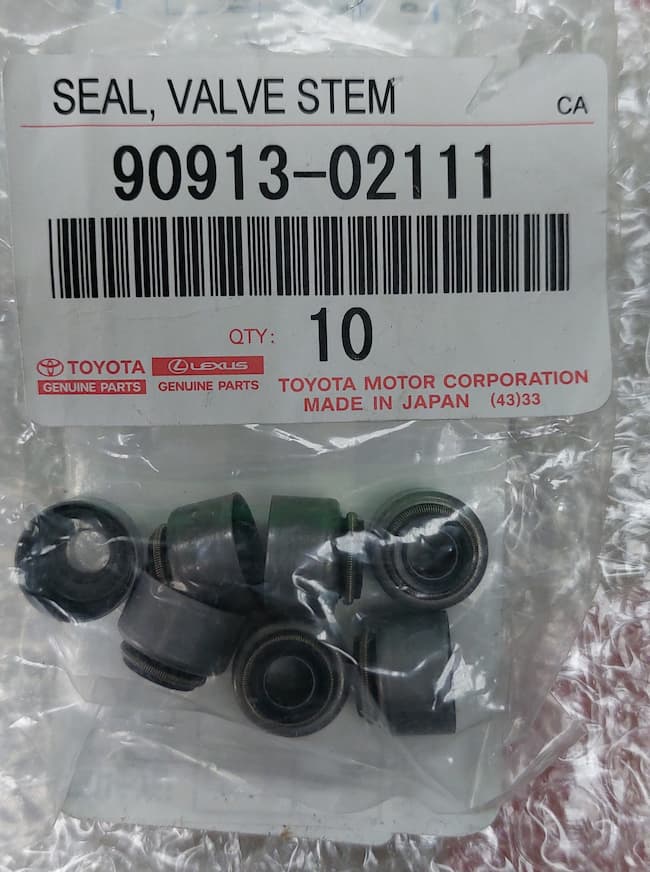 SEAL, VALVE STEM
CA
90913-02111
QTY: 10
TOYOTA LEXUS
GENUINE PARTS GENUINE PARTS
TOYOTA MOTOR CORPORATION
MADE IN JAPAN (43)33